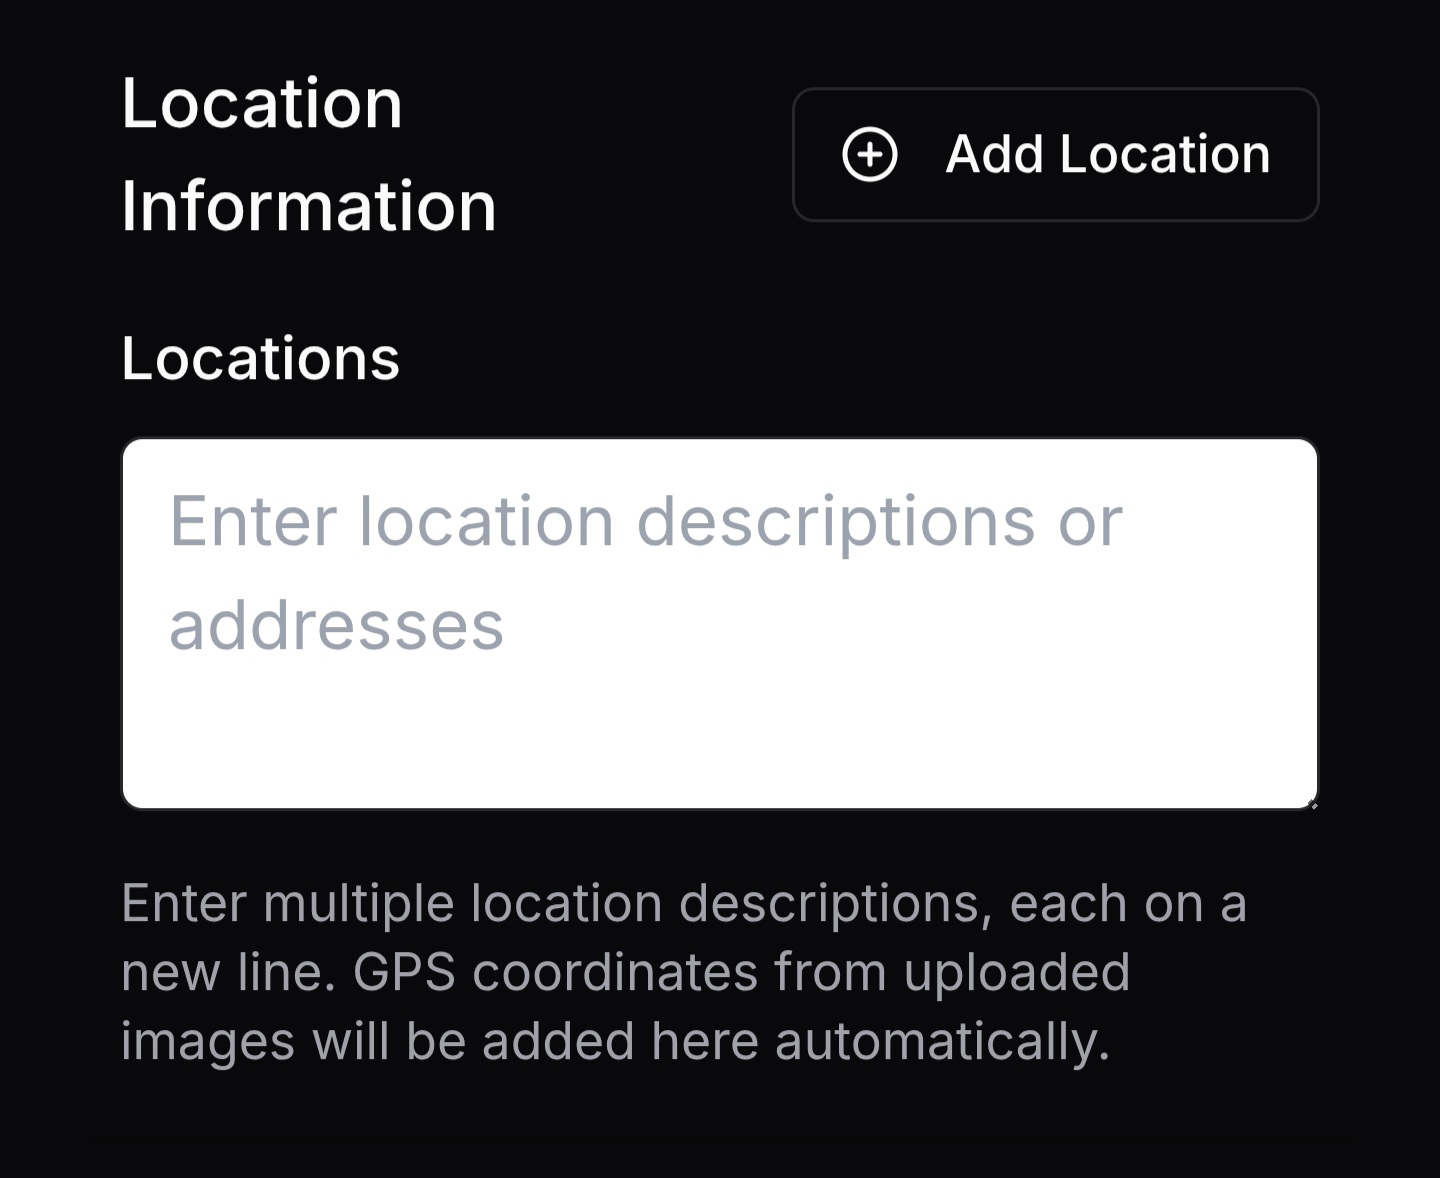 Location
Information
Add Location
Locations
Enter location descriptions or
addresses
Enter multiple location descriptions, each on a
new line. GPS coordinates from uploaded
images will be added here automatically.